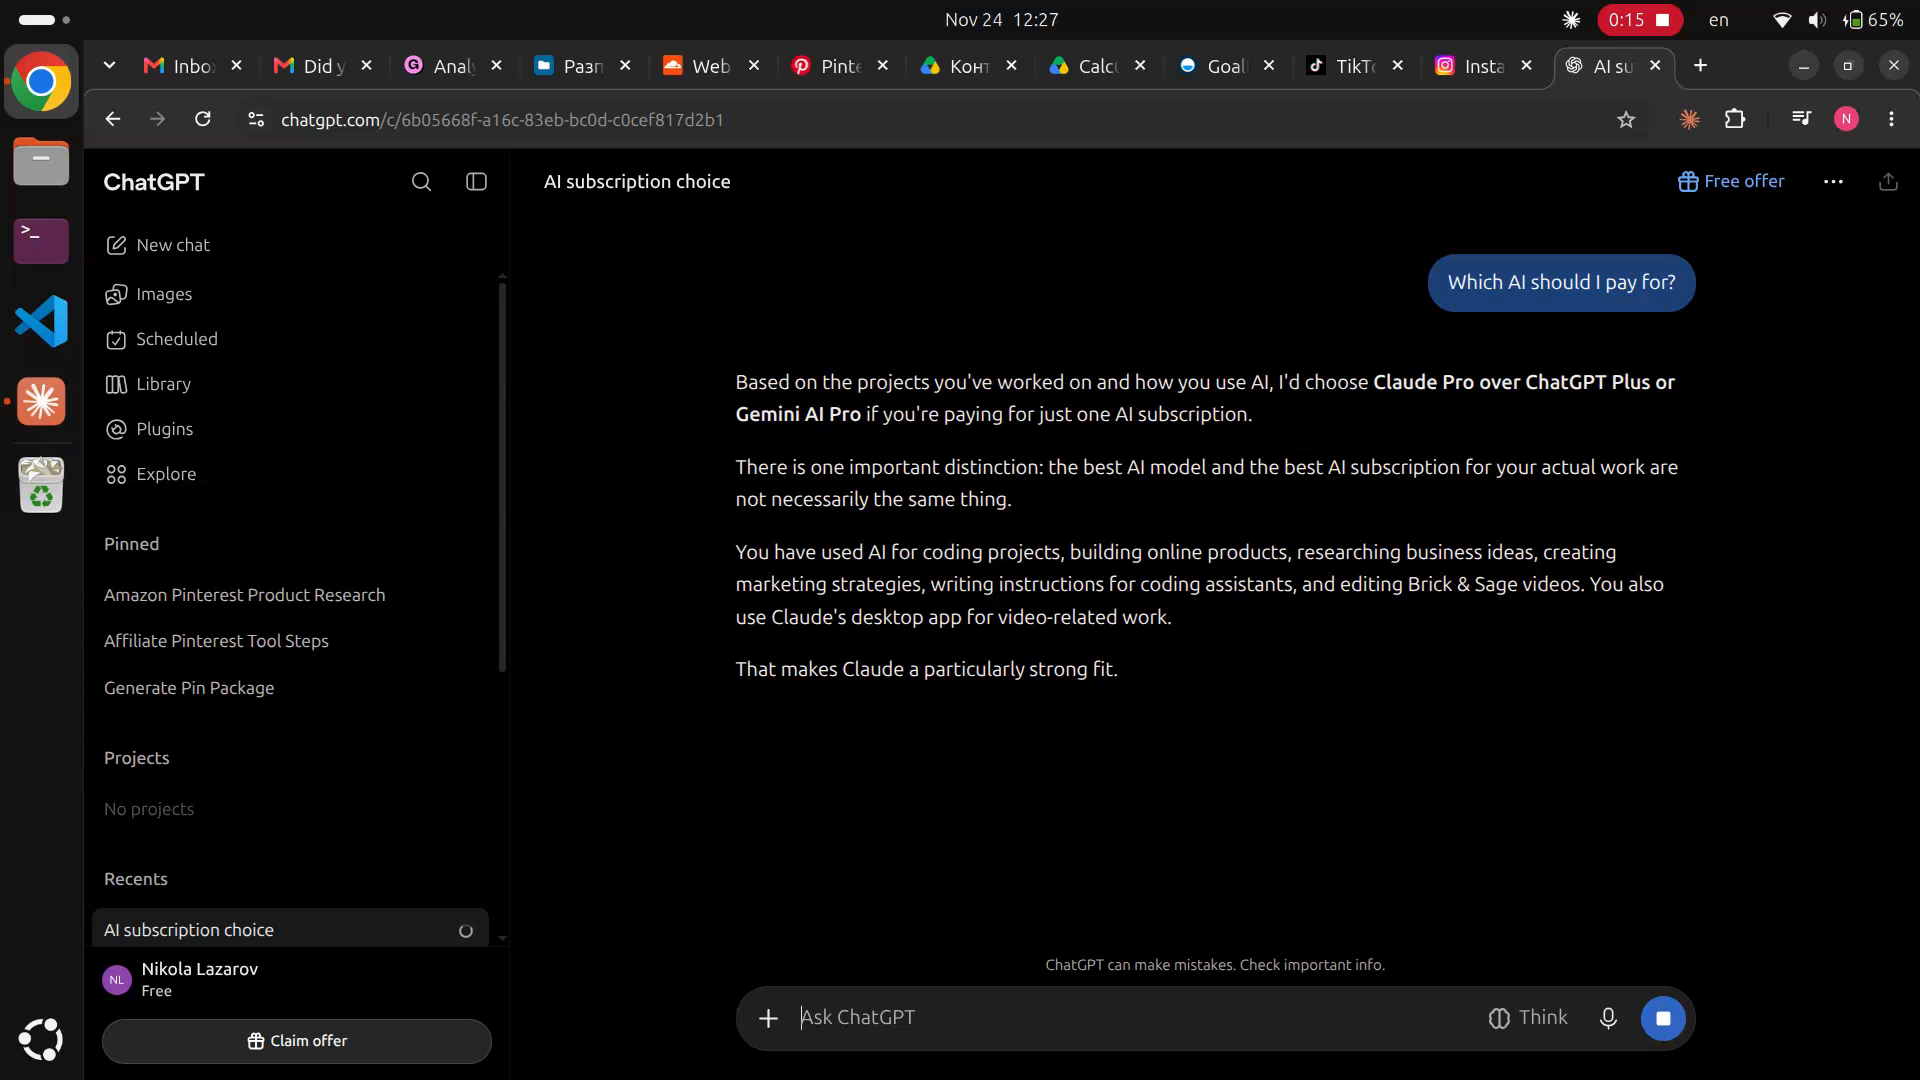 Nov 24 12:27
0:15
en
65%
Inbo
Did y
Anal
Разп
Web
Pinte
Конт
Calcu
Goal
TikTo
Insta
AI su
chatgpt.com/c/6b05668f-a16c-83eb-bc0d-c0cef817d2b1
N
ChatGPT
AI subscription choice
Free offer
New chat
Images
Scheduled
Library
Plugins
Explore
Pinned
Amazon Pinterest Product Research
Affiliate Pinterest Tool Steps
Generate Pin Package
Projects
No projects
Recents
AI subscription choice
NL
Nikola Lazarov
Free
Claim offer
Which AI should I pay for?
Based on the projects you've worked on and how you use AI, I'd choose Claude Pro over ChatGPT Plus or
Gemini AI Pro if you're paying for just one AI subscription.
There is one important distinction: the best AI model and the best AI subscription for your actual work are
not necessarily the same thing.
You have used AI for coding projects, building online products, researching business ideas, creating
marketing strategies, writing instructions for coding assistants, and editing Brick & Sage videos. You also
use Claude's desktop app for video-related work.
That makes Claude a particularly strong fit.
ChatGPT can make mistakes. Check important info.
Ask ChatGPT
Think